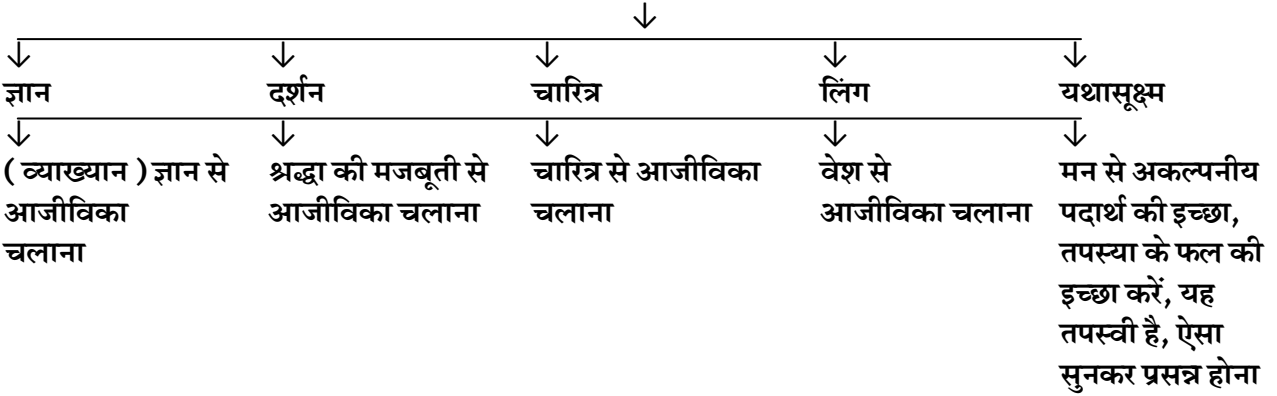 ज्ञान दर्शन चारित्र लिंग यथासूक्ष्म
( व्याख्यान ) ज्ञान से
आजीविका
चलाना
श्रद्धा की मजबूती से
आजीविका चलाना
चारित्र से आजीविका
चलाना
वेश से
आजीविका चलाना
मन से अकल्पनीय
पदार्थ की इच्छा,
तपस्या के फल की
इच्छा करें, यह
तपस्वी है, ऐसा
सुनकर प्रसन्न होना